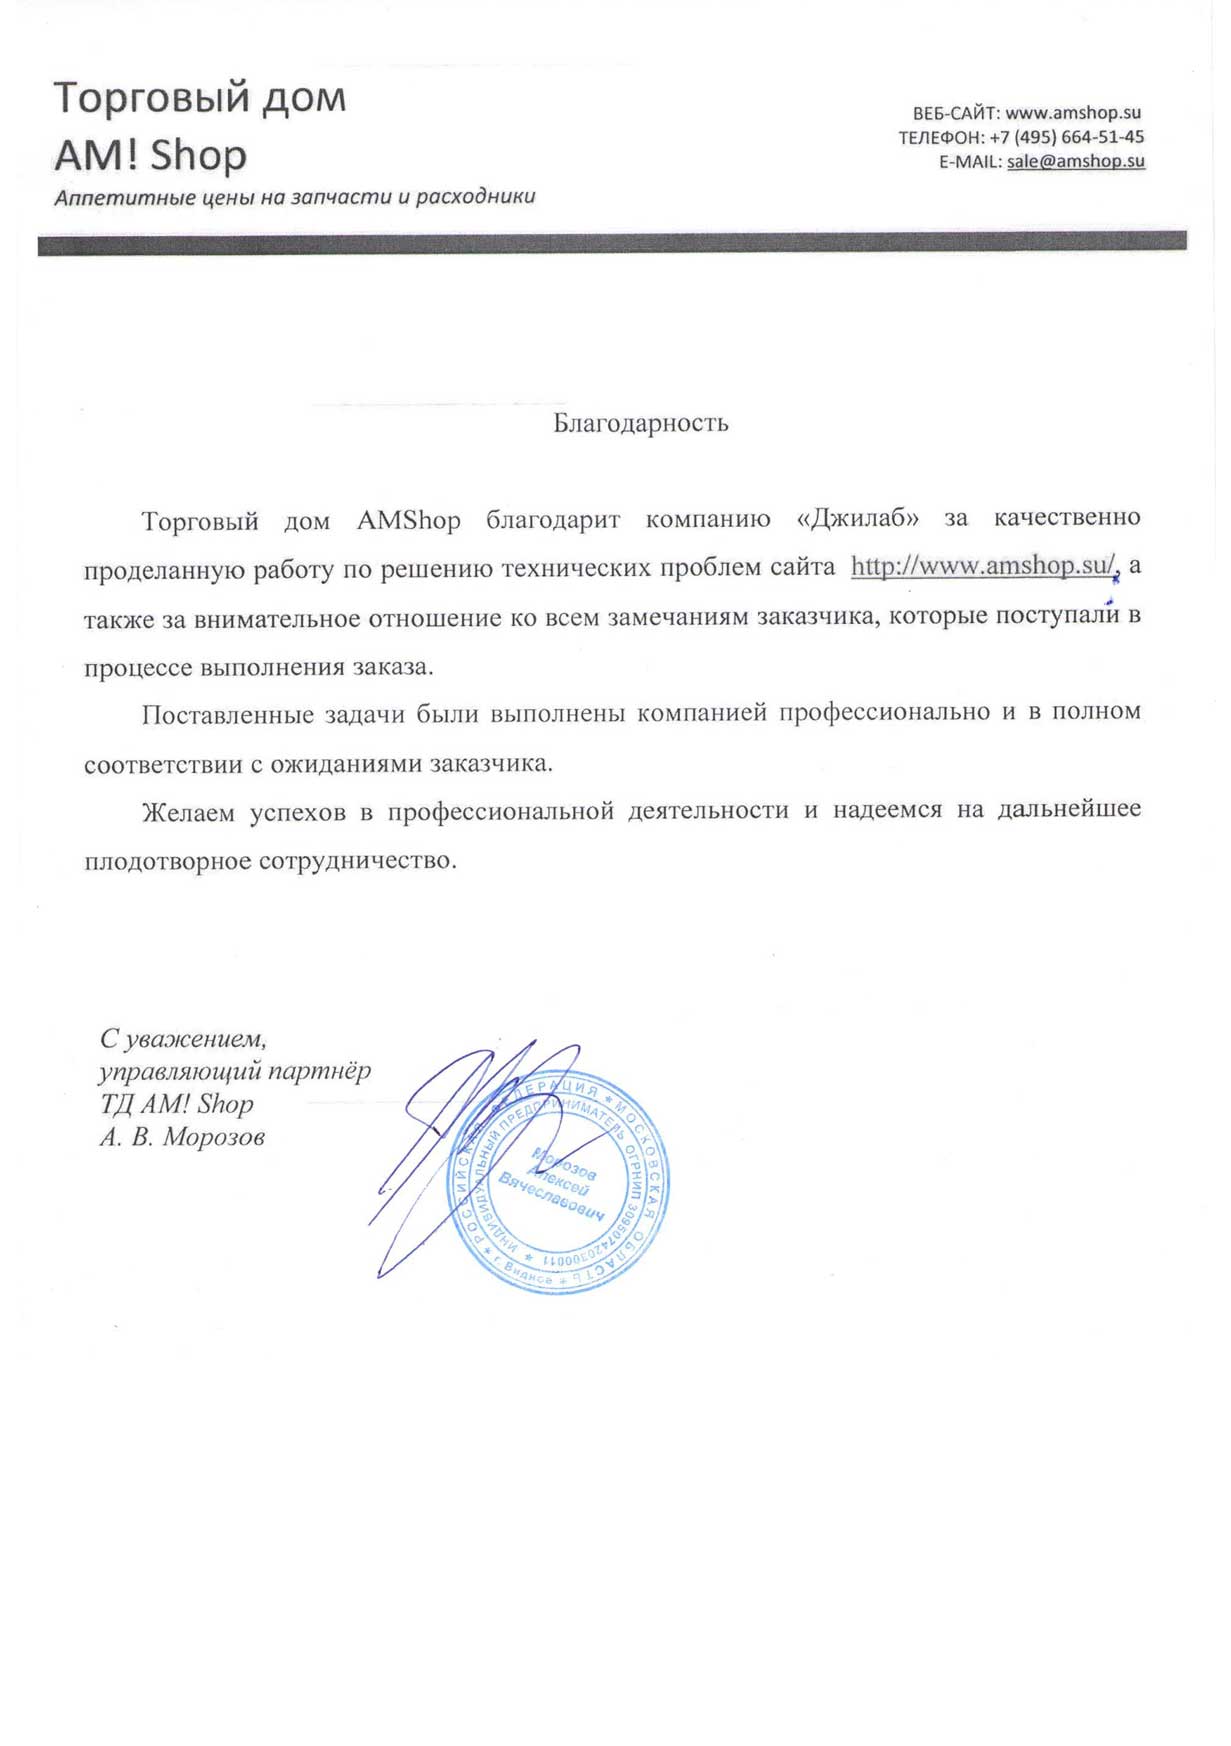 Торговый дом
AM! Shop
Аппетитные цены на запчасти и расходники
ВЕБ-САЙТ: www.amshop.su
ТЕЛЕФОН: +7 (495) 664-51-45
E-MAIL: sale@amshop.su
Благодарность
Торговый дом AMShop благодарит компанию «Джилаб» за качественно
проделанную работу по решению технических проблем сайта http://www.amshop.su/, а
также за внимательное отношение ко всем замечаниям заказчика, которые поступали в
процессе выполнения заказа.
Поставленные задачи были выполнены компанией профессионально и в полном
соответствии с ожиданиями заказчика.
Желаем успехов в профессиональной деятельности и надеемся на дальнейшее
плодотворное сотрудничество.
С уважением,
управляющий партнёр
ТД AM! Shop
А. В. Морозов
РОССИЙСКАЯ ФЕДЕРАЦИЯ * МОСКОВСКАЯ ОБЛАСТЬ * г. Видное *
ИНДИВИДУАЛЬНЫЙ ПРЕДПРИНИМАТЕЛЬ ОГРНИП 309507420300011 *
Морозов
Алексей
Вячеславович